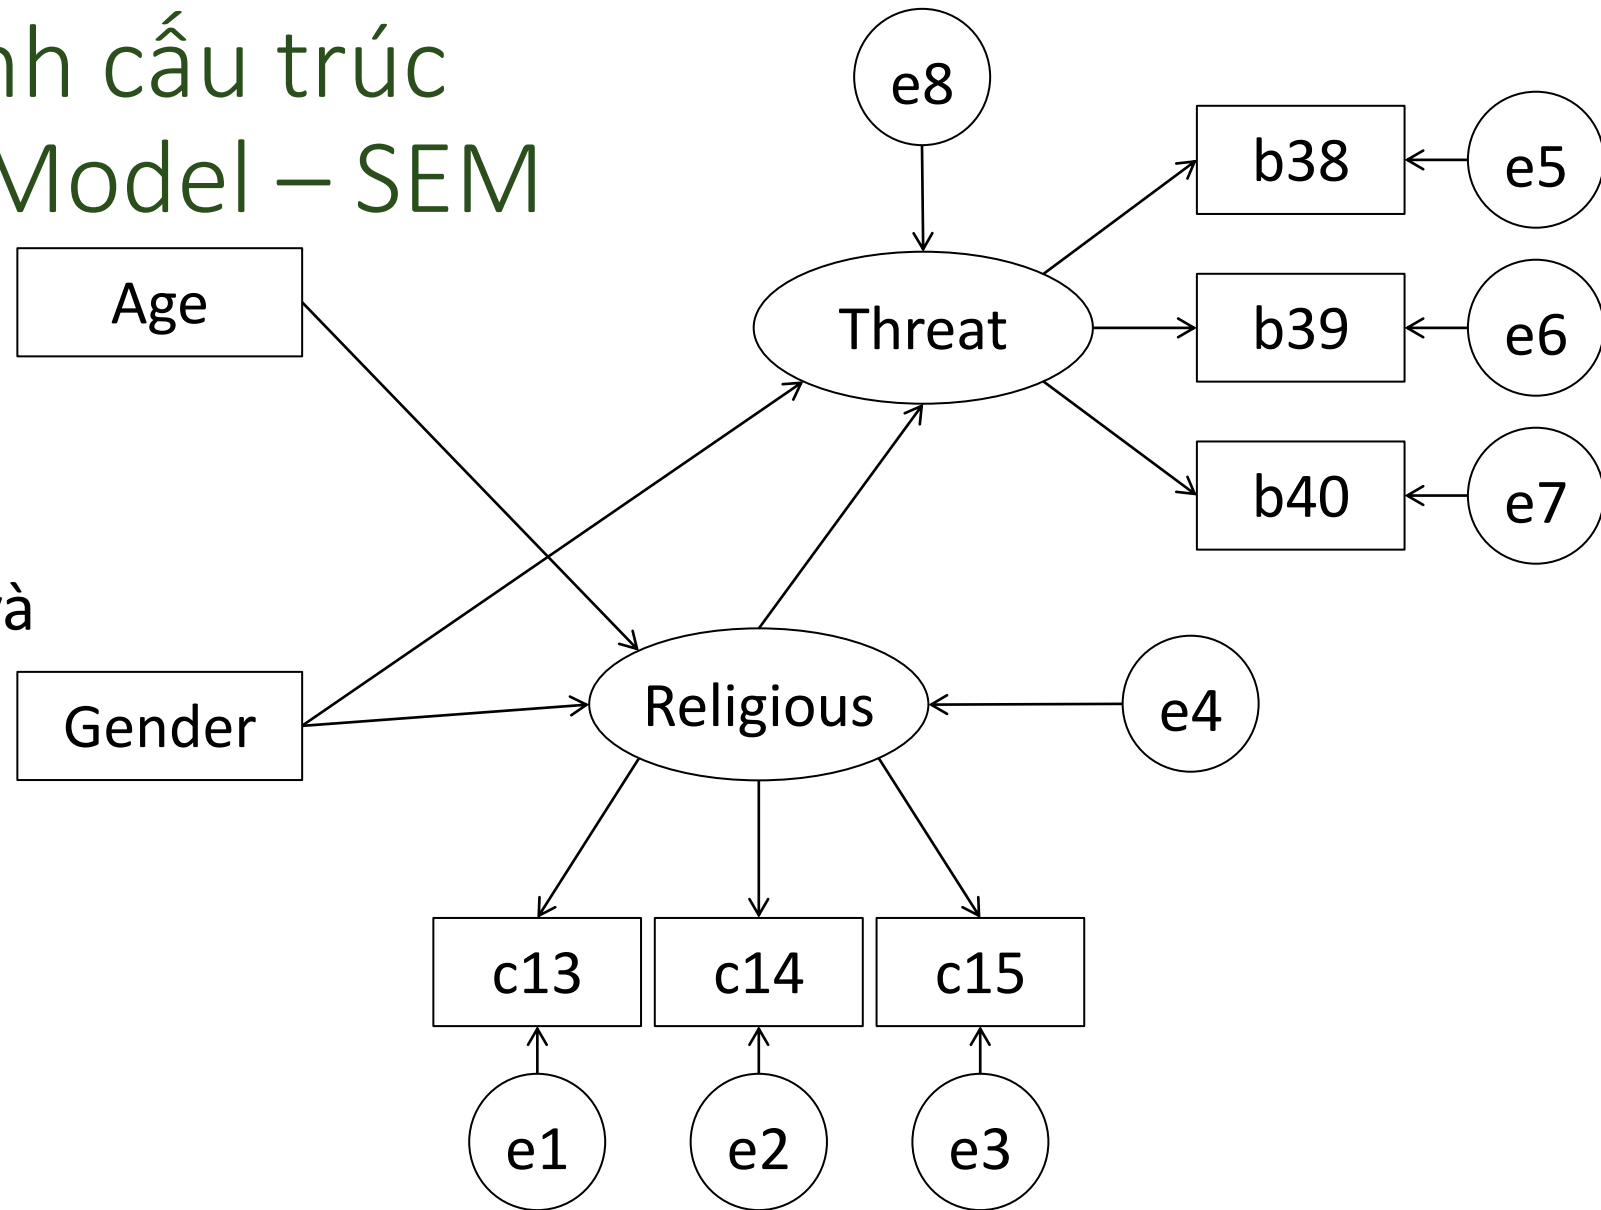 nh cấu trúc
Model – SEM
e8
b38
e5
Age
Threat
b39
e6
b40
e7
và
Gender
Religious
e4
c13
c14
c15
e1
e2
e3